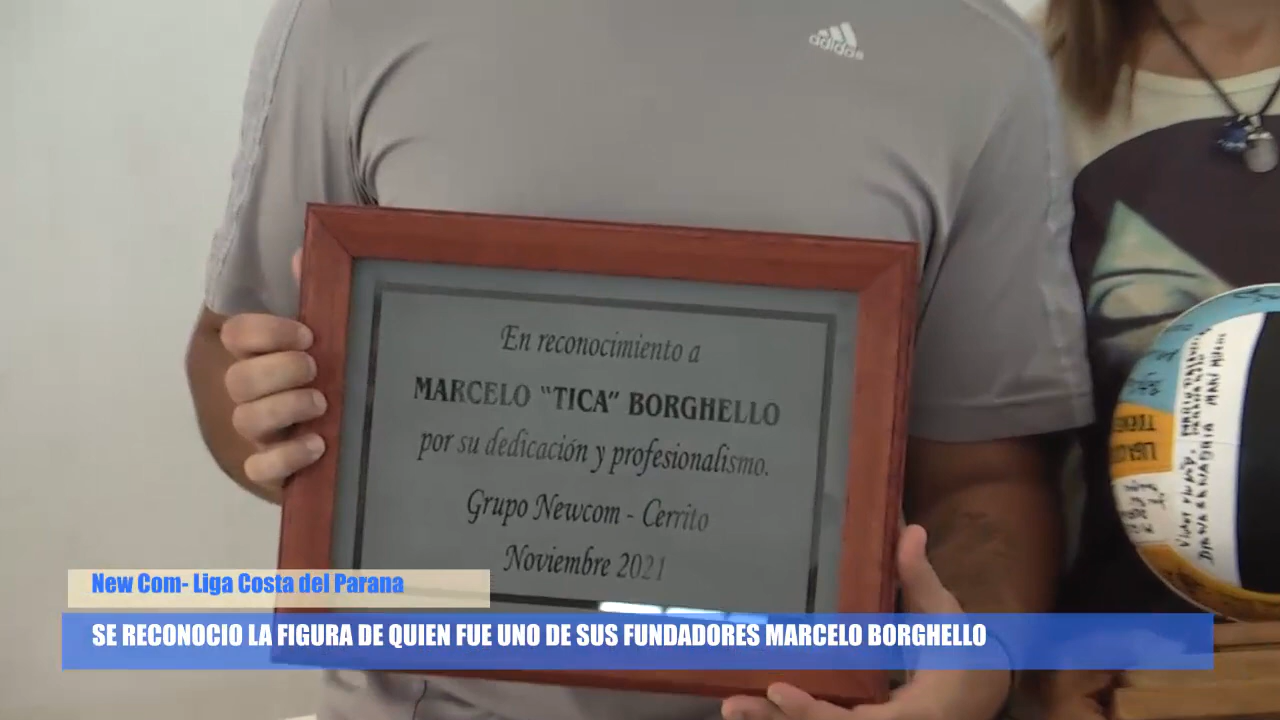 adidas
En reconocimiento a
MARCELO "TICA" BORGHELLO
por su dedicación y profesionalismo.
Grupo Newcom - Cerrito
Noviembre 2021
New Com- Liga Costa del Parana
SE RECONOCIO LA FIGURA DE QUIEN FUE UNO DE SUS FUNDADORES MARCELO BORGHELLO